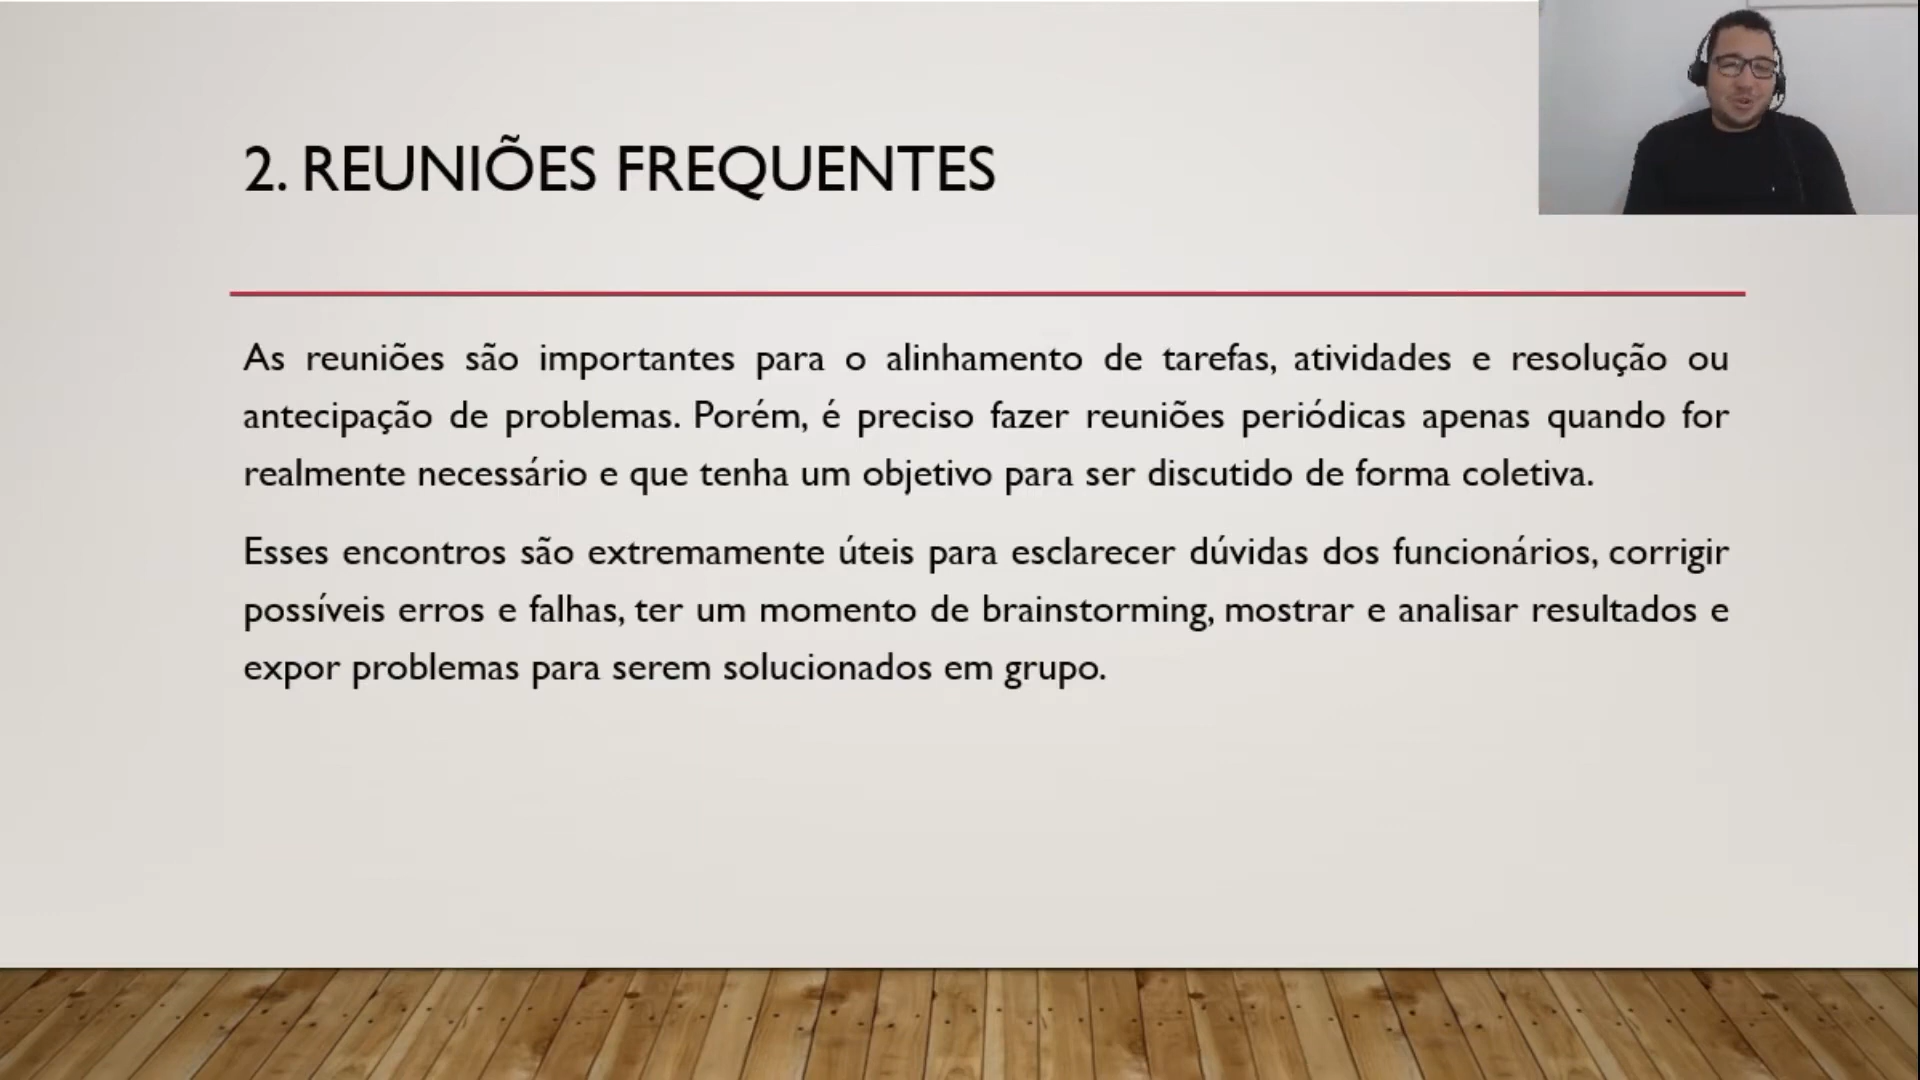 2. REUNIÕES FREQUENTES
As reuniões são importantes para o alinhamento de tarefas, atividades e resolução ou
antecipação de problemas. Porém, é preciso fazer reuniões periódicas apenas quando for
realmente necessário e que tenha um objetivo para ser discutido de forma coletiva.
Esses encontros são extremamente úteis para esclarecer dúvidas dos funcionários, corrigir
possíveis erros e falhas, ter um momento de brainstorming, mostrar e analisar resultados e
expor problemas para serem solucionados em grupo.